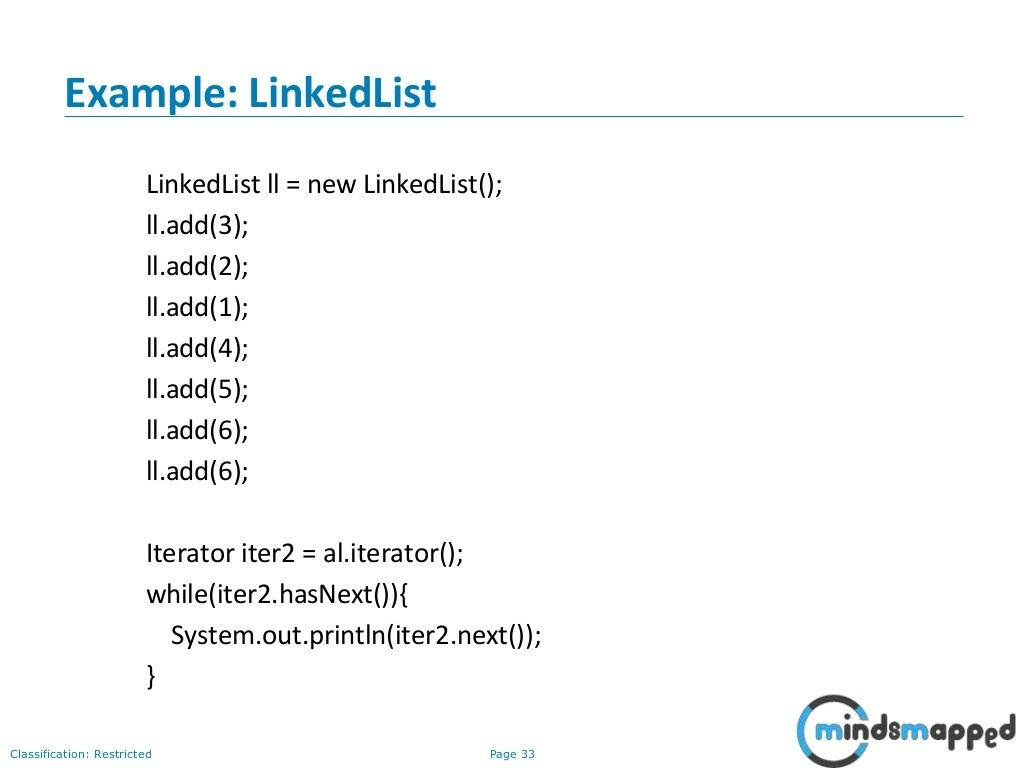 Example: LinkedList
LinkedList ll = new LinkedList();
ll.add(3);
ll.add(2);
ll.add(1);
ll.add(4);
ll.add(5);
ll.add(6);
ll.add(6);
Iterator iter2 = al.iterator();
while(iter2.hasNext()){
System.out.println(iter2.next());
}
mindsmapped
Classification: Restricted
Page 33